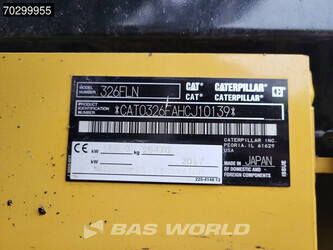 70299955
MODEL NUMBER 326FLN
CAT® CATERPILLAR®
CAT® CATERPILLAR®
PRODUCT IDENTIFICATION NUMBER *CAT0326FAHCJ10139*
CATERPILLAR INC.
PEORIA, IL 61629
USA
CE kg
kW 2017
kW
MADE IN JAPAN
DOMESTIC AND
FOREIGN COMPONENTS
ISSUE
BAS WORLD